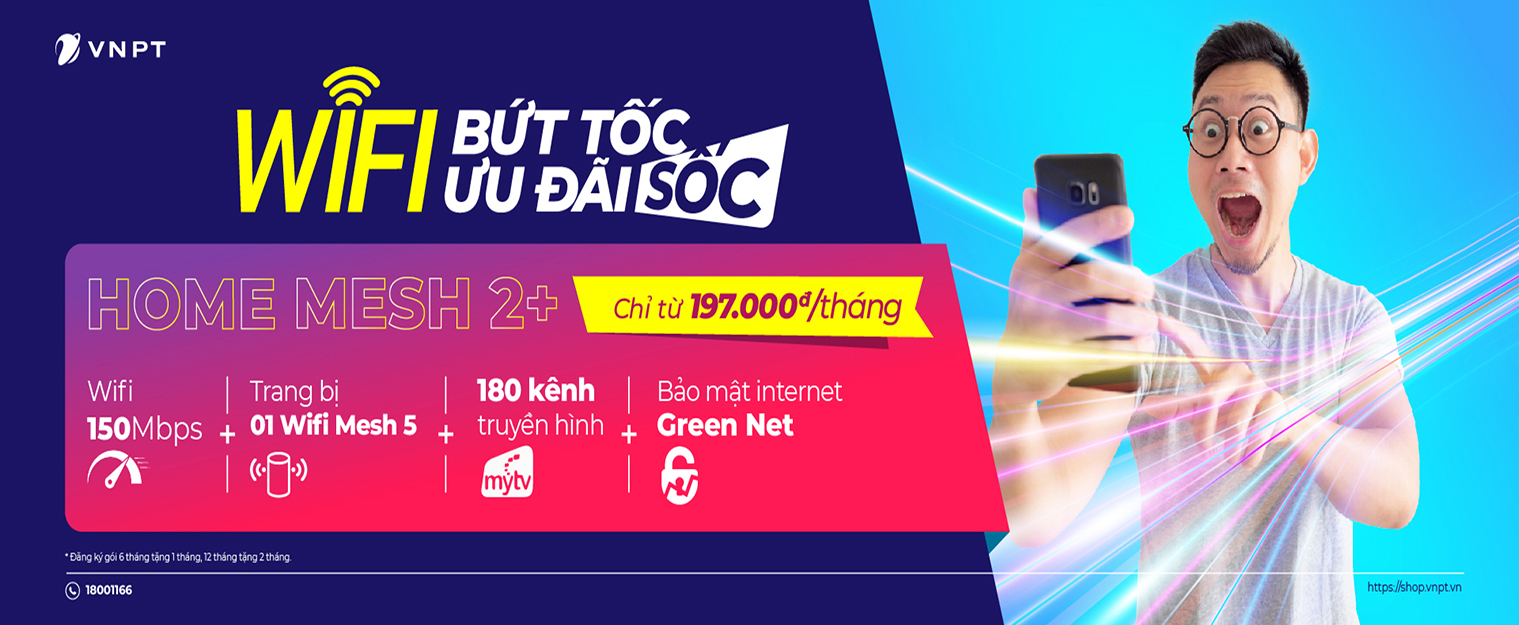 VNPT
WIFI BỨT TỐC
ƯU ĐÃI SỐC
HOME MESH 2+
Chỉ từ 197.000đ/tháng
Wifi
150Mbps
+
Trang bị
01 Wifi Mesh 5
+
180 kênh
truyền hình
mytv
+
Bảo mật internet
Green Net
* Đăng ký gói 6 tháng tặng 1 tháng, 12 tháng tặng 2 tháng.
18001166
https://shop.vnpt.vn